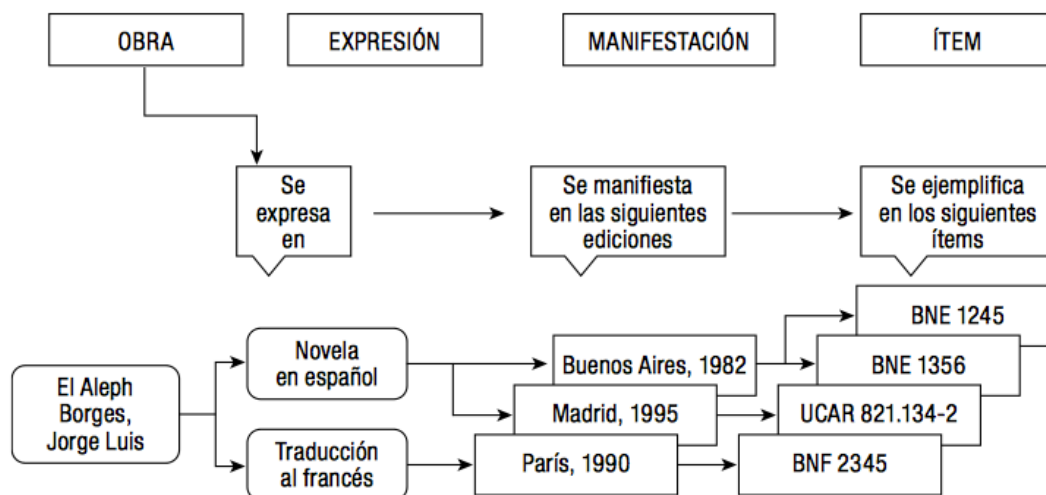 OBRA
EXPRESIÓN
MANIFESTACIÓN
ÍTEM
Se
expresa
en
Se manifiesta
en las siguientes
ediciones
Se ejemplifica
en los siguientes
ítems
El Aleph
Borges,
Jorge Luis
Novela
en español
Traducción
al francés
Buenos Aires, 1982
Madrid, 1995
París, 1990
BNE 1245
BNE 1356
UCAR 821.134-2
BNF 2345